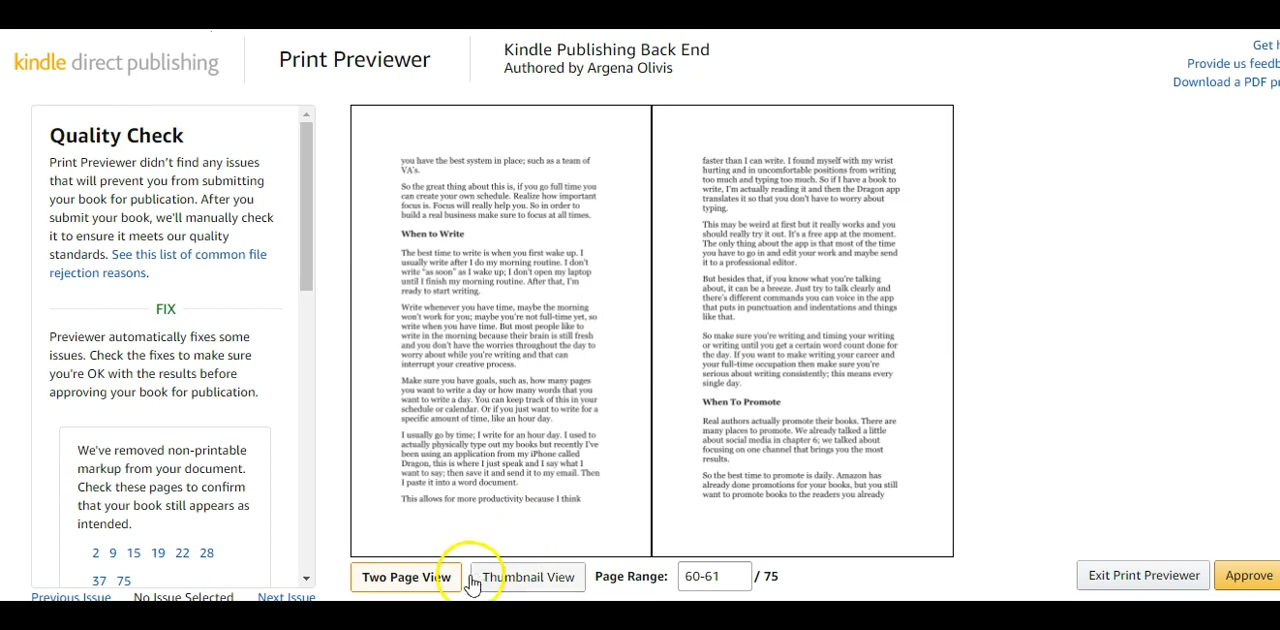 kindle direct publishing
Print Previewer
Kindle Publishing Back End
Authored by Argena Olivis
Get
Provide us feedb
Download a PDF pr
Quality Check
Print Previewer didn't find any issues
that will prevent you from submitting
your book for publication. After you
submit your book, we'll manually check
it to ensure it meets our quality
standards. See this list of common file
rejection reasons.
FIX
Previewer automatically fixes some
issues. Check the fixes to make sure
you're OK with the results before
approving your book for publication.
We've removed non-printable
markup from your document.
Check these pages to confirm
that your book still appears as
intended.
2 9 15 19 22 28
37 75
Previous Issue No Issue Selected Next Issue
you have the best system in place; such as a team of
VA's.
So the great thing about this is, if you go full time you
can create your own schedule. Realize how important
focus is. Focus will really help you. So in order to
build a real business make sure to focus at all times.
When to Write
The best time to write is when you first wake up. I
usually write after I do my morning routine. I don't
write "as soon" as I wake up; I don't open my laptop
until I finish my morning routine. After that, I'm
ready to start writing.
Write whenever you have time, maybe the morning
won't work for you; maybe you're not full-time yet, so
write when you have time. But most people like to
write in the morning because their brain is still fresh
and you don't have the worries throughout the day to
worry about while you're writing and that can
interrupt your creative process.
Make sure you have goals, such as, how many pages
you want to write a day or how many words that you
want to write a day. You can keep track of this in your
schedule or calendar. Or if you just want to write for a
specific amount of time, like an hour day.
I usually go by time; I write for an hour day. I used to
actually physically type out my books but recently I've
been using an application from my iPhone called
Dragon, this is where I just speak and I say what I
want to say; then save it and send it to my email. Then
I paste it into a word document.
This allows for more productivity because I think
faster than I can write. I found myself with my wrist
hurting and in uncomfortable positions from writing
too much and typing too much. So if I have a book to
write, I'm actually reading it and then the Dragon app
translates it so that you don't have to worry about
typing.
This may be weird at first but it really works and you
should really try it out. It's a free app at the moment.
The only thing about the app is that most of the time
you have to go in and edit your work and maybe send
it to a professional editor.
But besides that, if you know what you're talking
about, it can be a breeze. Just try to talk clearly and
there's different commands you can voice in the app
that puts in punctuation and indentations and things
like that.
So make sure you're writing and timing your writing
or writing until you get a certain word count done for
the day. If you want to make writing your career and
your full-time occupation then make sure you're
serious about writing consistently; this means every
single day.
When To Promote
Real authors actually promote their books. There are
many places to promote. We already talked a little
about social media in chapter 6; we talked about
focusing on one channel that brings you the most
results.
So the best time to promote is daily. Amazon has
already done promotions for your books, but you still
want to promote books to the readers you already
Two Page View Thumbnail View Page Range: 60-61 / 75
Exit Print Previewer Approve